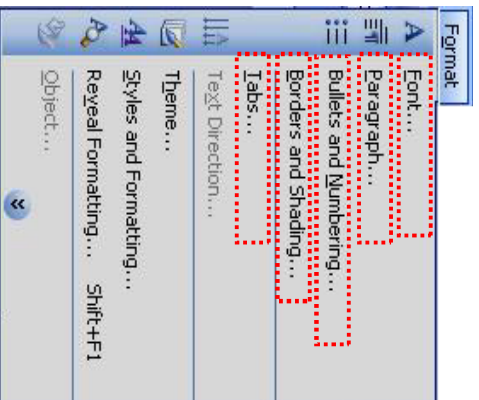 Format
Font...
Paragraph...
Bullets and Numbering...
Borders and Shading...
Tabs...
Text Direction...
Theme...
Styles and Formatting...
Reveal Formatting... Shift+F1
Object...